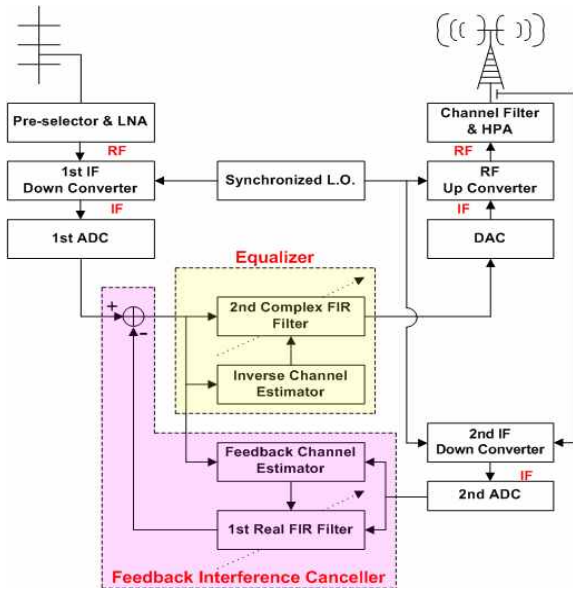 Pre-selector & LNA
RF
1st IF
Down Converter
IF
1st ADC
Synchronized L.O.
Channel Filter
& HPA
RF
RF
Up Converter
IF
DAC
Equalizer
+
-
2nd Complex FIR
Filter
Inverse Channel
Estimator
Feedback Channel
Estimator
1st Real FIR Filter
Feedback Interference Canceller
2nd IF
Down Converter
IF
2nd ADC